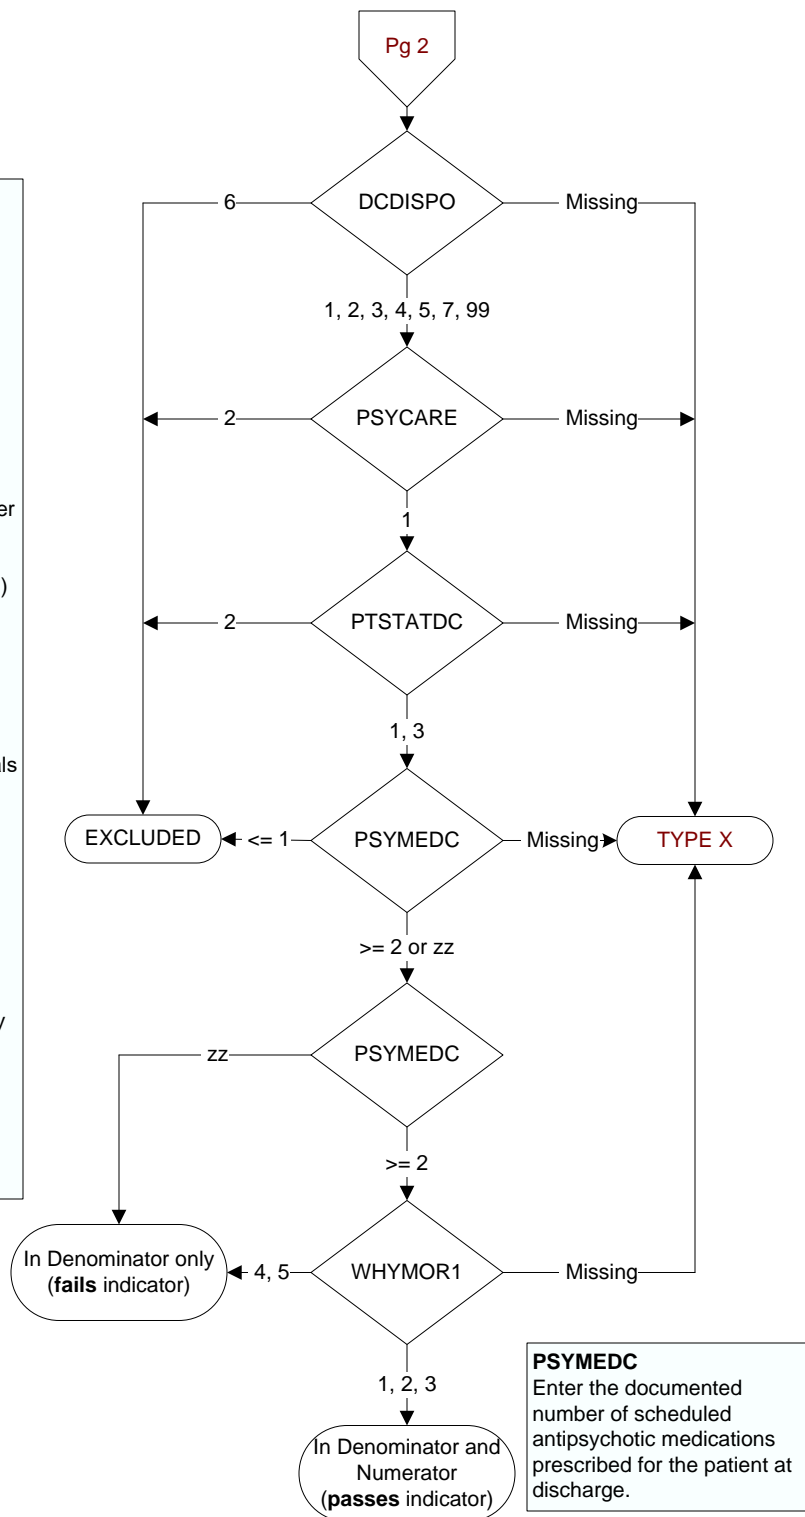 Pg 2
DCDISPO
6
Missing
1, 2, 3, 4, 5, 7, 99
PSYCARE
2
Missing
1
er
)
PTSTATDC
2
Missing
1, 3
als
EXCLUDED
<= 1
PSYMEDC
Missing
TYPE X
>= 2 or zz
y
PSYMEDC
zz
>= 2
In Denominator only
(fails indicator)
4, 5
WHYMOR1
Missing
1, 2, 3
In Denominator and
Numerator
(passes indicator)
PSYMEDC
Enter the documented
number of scheduled
antipsychotic medications
prescribed for the patient at
discharge.